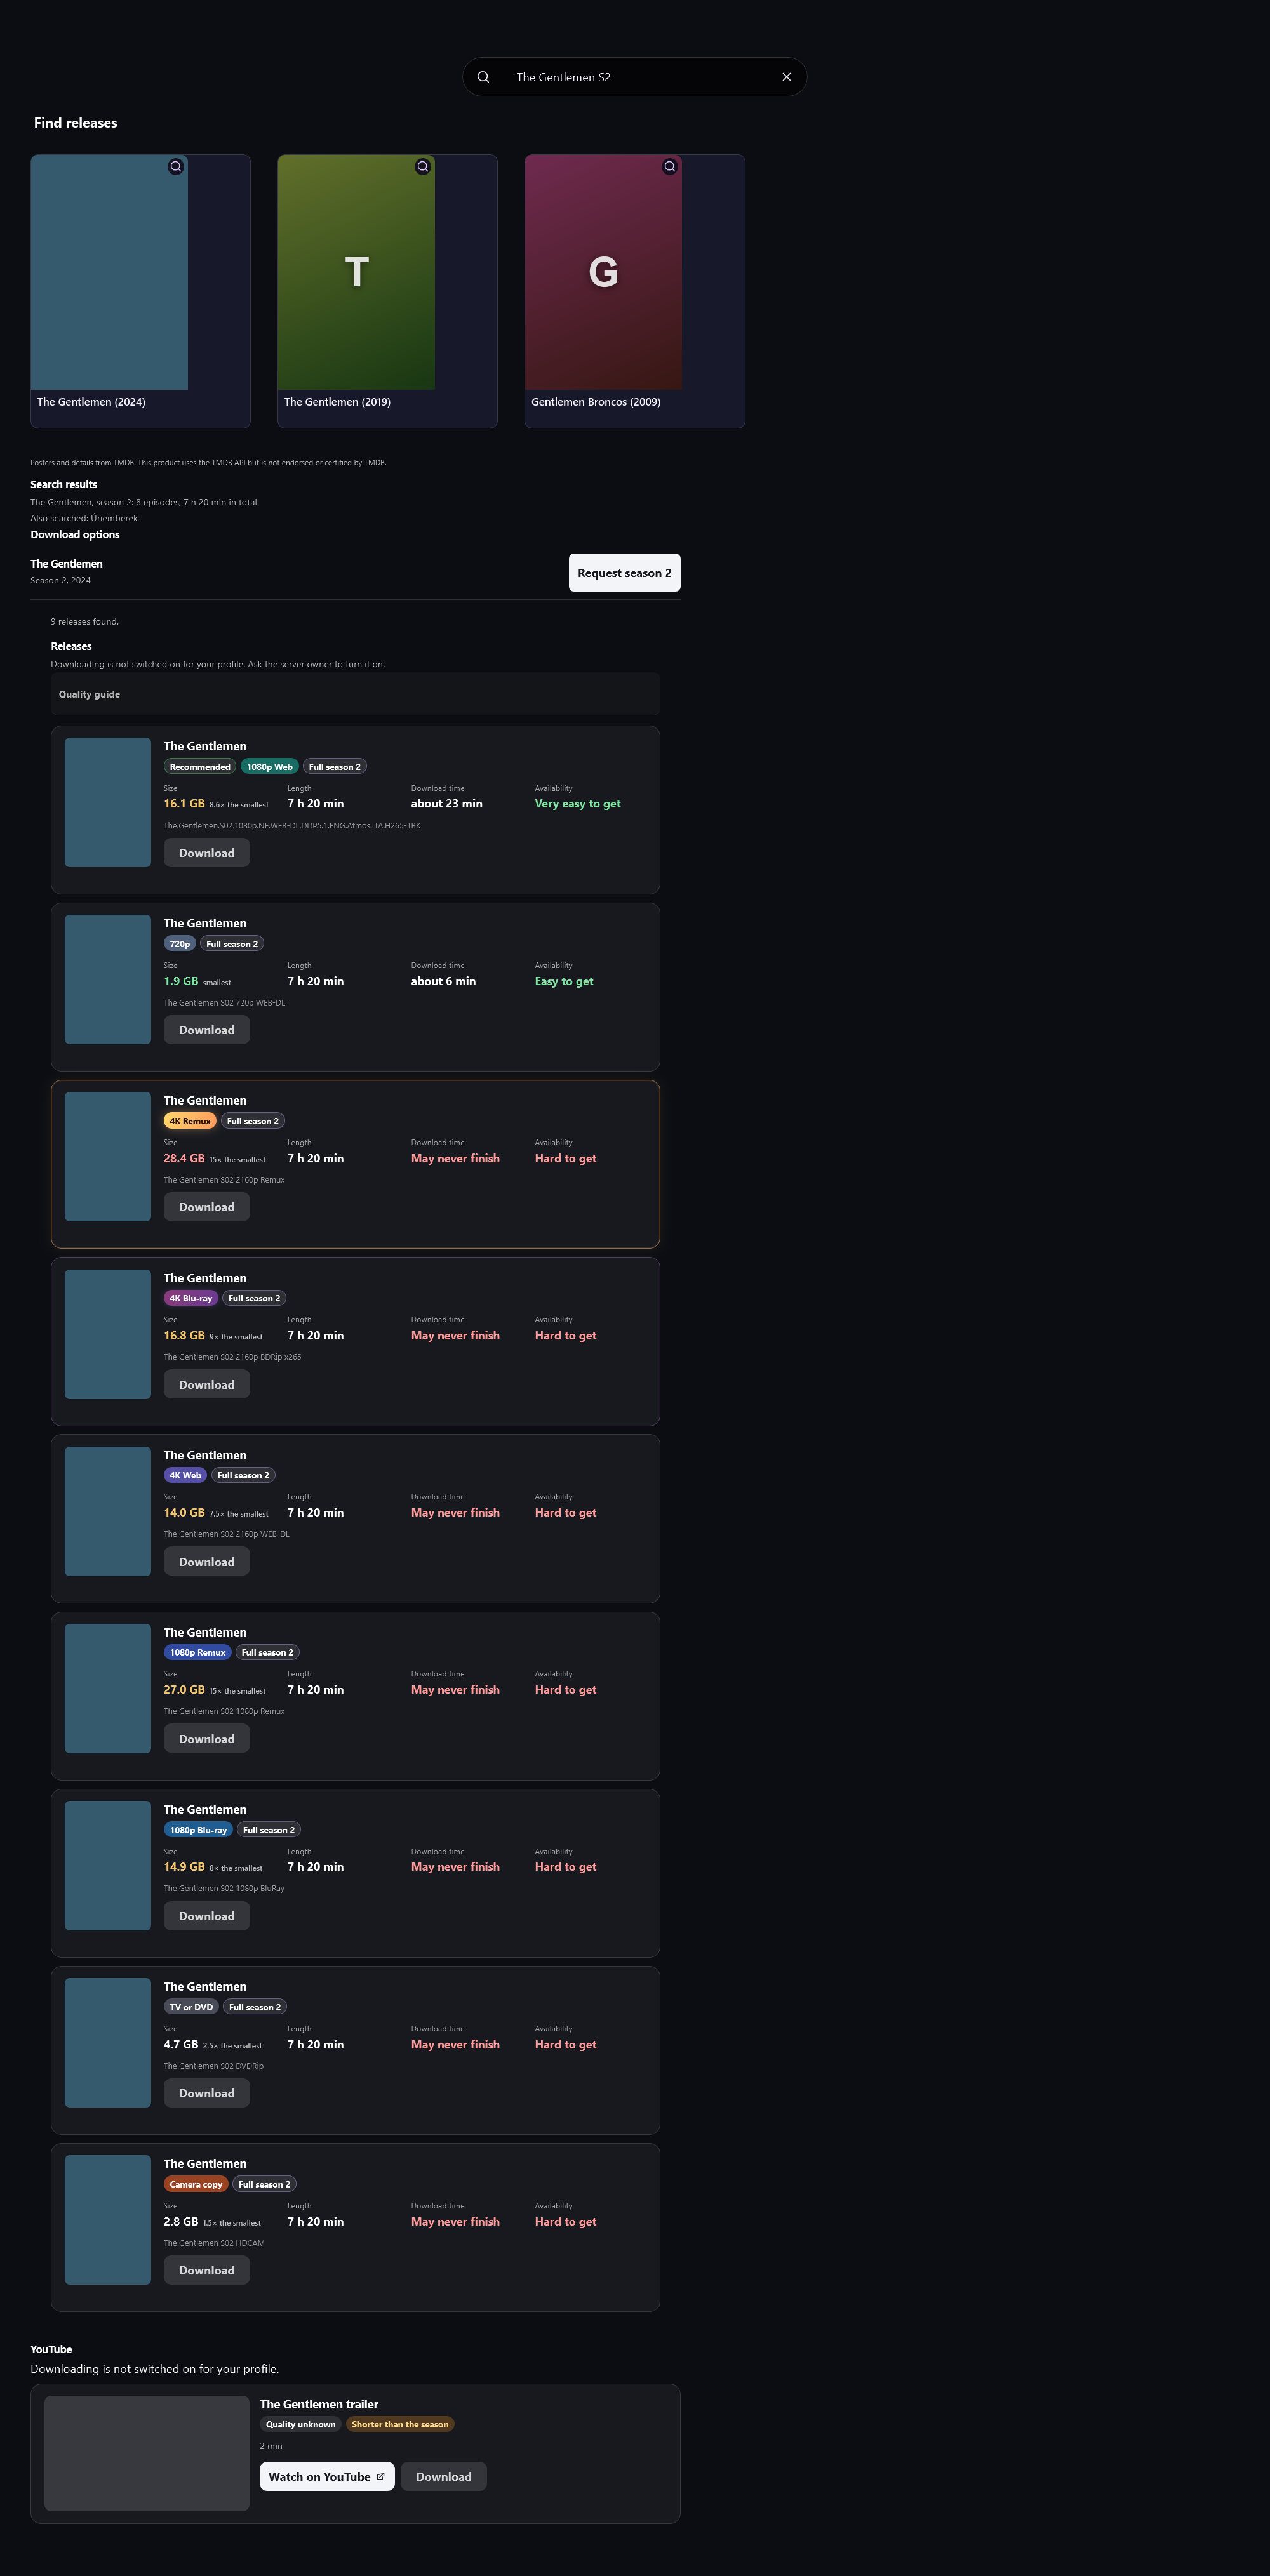 The Gentlemen S2
Find releases
T
G
The Gentlemen (2024)
The Gentlemen (2019)
Gentlemen Broncos (2009)
Posters and details from TMDB. This product uses the TMDB API but is not endorsed or certified by TMDB.
Search results
The Gentlemen, season 2: 8 episodes, 7 h 20 min in total
Also searched: Úriemberek
Download options
The Gentlemen
Season 2, 2024
Request season 2
9 releases found.
Releases
Downloading is not switched on for your profile. Ask the server owner to turn it on.
Quality guide
The Gentlemen
Recommended 1080p Web Full season 2
Size Length Download time Availability
16.1 GB 8.6× the smallest 7 h 20 min about 23 min Very easy to get
The.Gentlemen.S02.1080p.NF.WEB-DL.DDP5.1.ENG.Atmos.ITA.H265-TBK
Download
The Gentlemen
720p Full season 2
Size Length Download time Availability
1.9 GB smallest 7 h 20 min about 6 min Easy to get
The Gentlemen S02 720p WEB-DL
Download
The Gentlemen
4K Remux Full season 2
Size Length Download time Availability
28.4 GB 15× the smallest 7 h 20 min May never finish Hard to get
The Gentlemen S02 2160p Remux
Download
The Gentlemen
4K Blu-ray Full season 2
Size Length Download time Availability
16.8 GB 9× the smallest 7 h 20 min May never finish Hard to get
The Gentlemen S02 2160p BDRip x265
Download
The Gentlemen
4K Web Full season 2
Size Length Download time Availability
14.0 GB 7.5× the smallest 7 h 20 min May never finish Hard to get
The Gentlemen S02 2160p WEB-DL
Download
The Gentlemen
1080p Remux Full season 2
Size Length Download time Availability
27.0 GB 15× the smallest 7 h 20 min May never finish Hard to get
The Gentlemen S02 1080p Remux
Download
The Gentlemen
1080p Blu-ray Full season 2
Size Length Download time Availability
14.9 GB 8× the smallest 7 h 20 min May never finish Hard to get
The Gentlemen S02 1080p BluRay
Download
The Gentlemen
TV or DVD Full season 2
Size Length Download time Availability
4.7 GB 2.5× the smallest 7 h 20 min May never finish Hard to get
The Gentlemen S02 DVDRip
Download
The Gentlemen
Camera copy Full season 2
Size Length Download time Availability
2.8 GB 1.5× the smallest 7 h 20 min May never finish Hard to get
The Gentlemen S02 HDCAM
Download
YouTube
Downloading is not switched on for your profile.
The Gentlemen trailer
Quality unknown Shorter than the season
2 min
Watch on YouTube Download